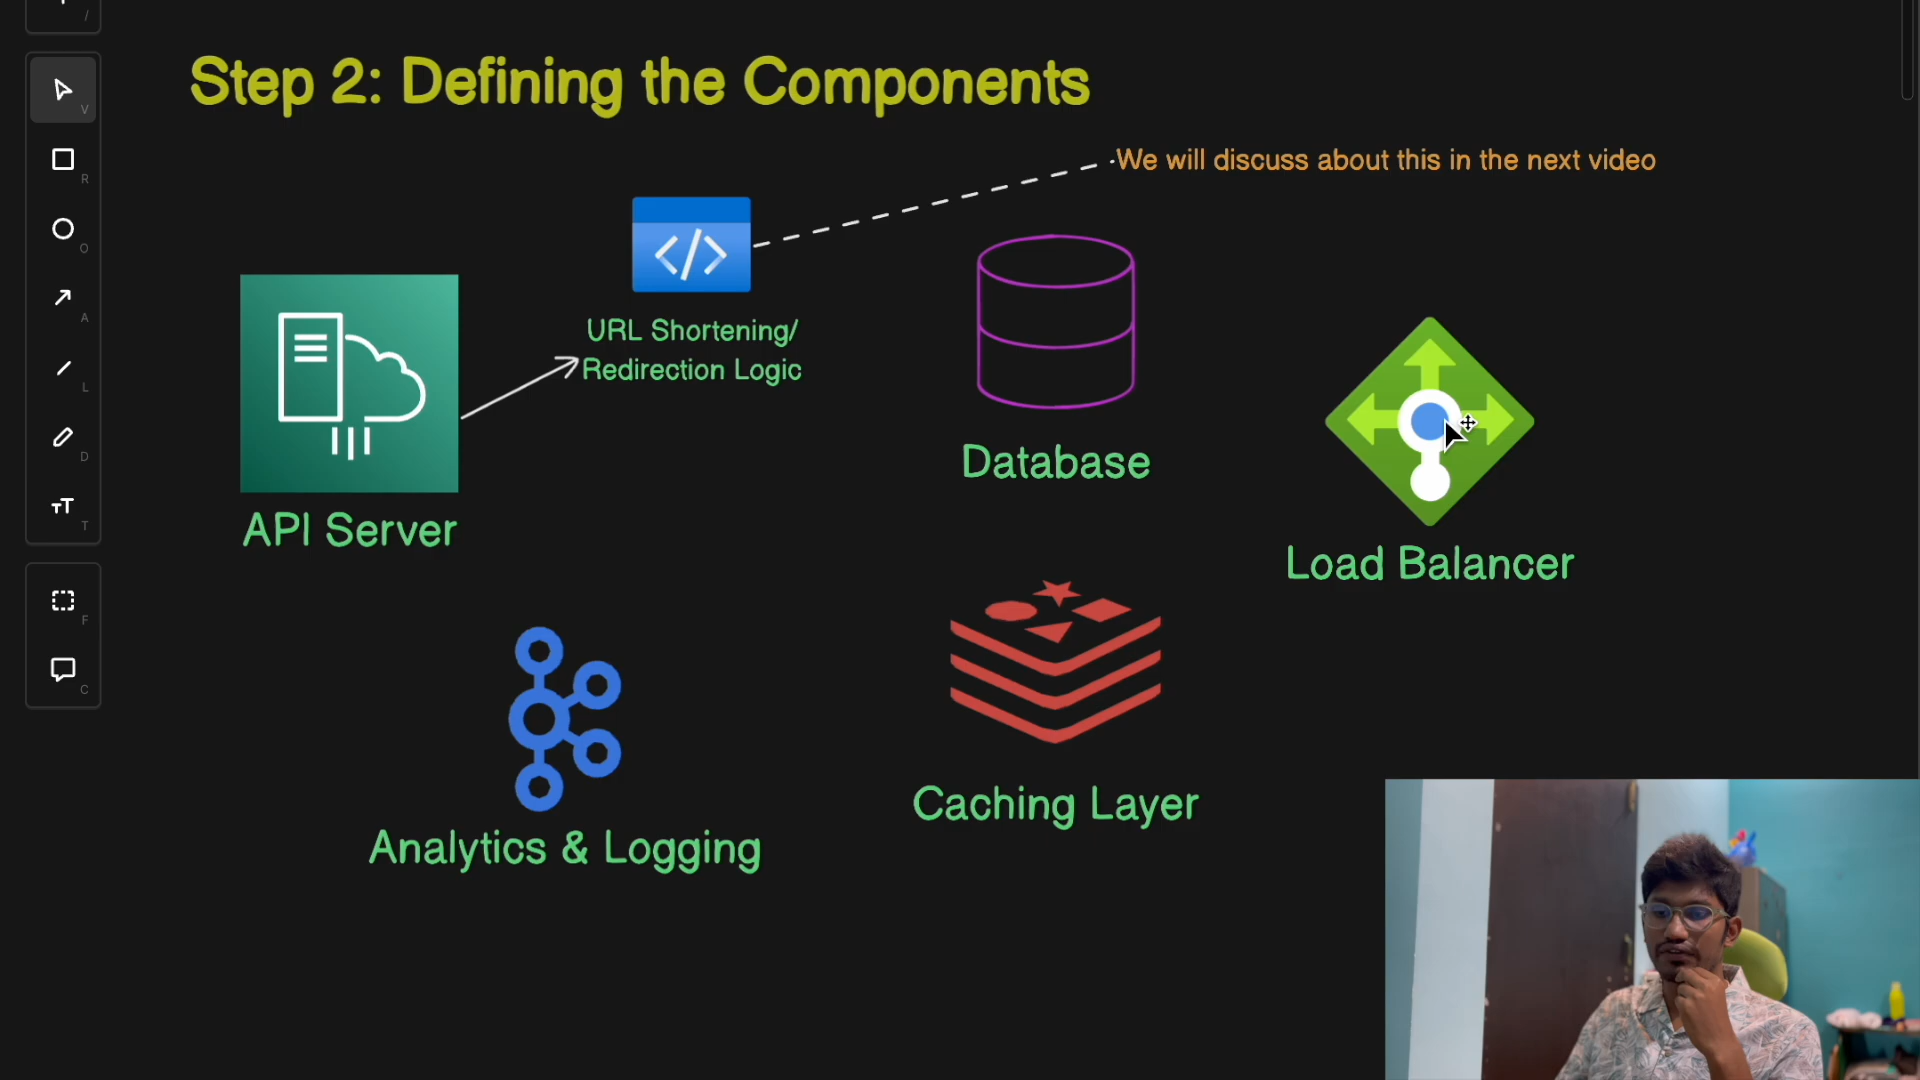 /
Step 2: Defining the Components
V
We will discuss about this in the next video
R
</>
O
A
URL Shortening/
Redirection Logic
L
D
Database
T
T
API Server
Load Balancer
F
C
Caching Layer
Analytics & Logging